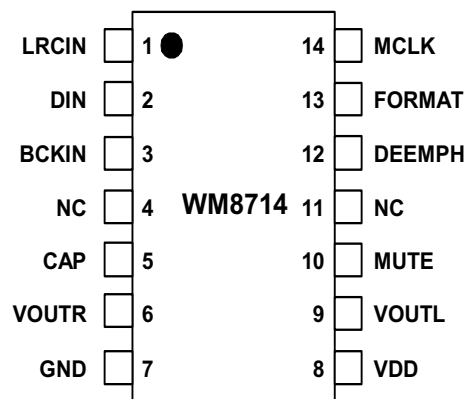 LRCIN 1 14 MCLK
DIN 2 13 FORMAT
BCKIN 3 12 DEEMPH
NC 4 WM8714 11 NC
CAP 5 10 MUTE
VOUTR 6 9 VOUTL
GND 7 8 VDD